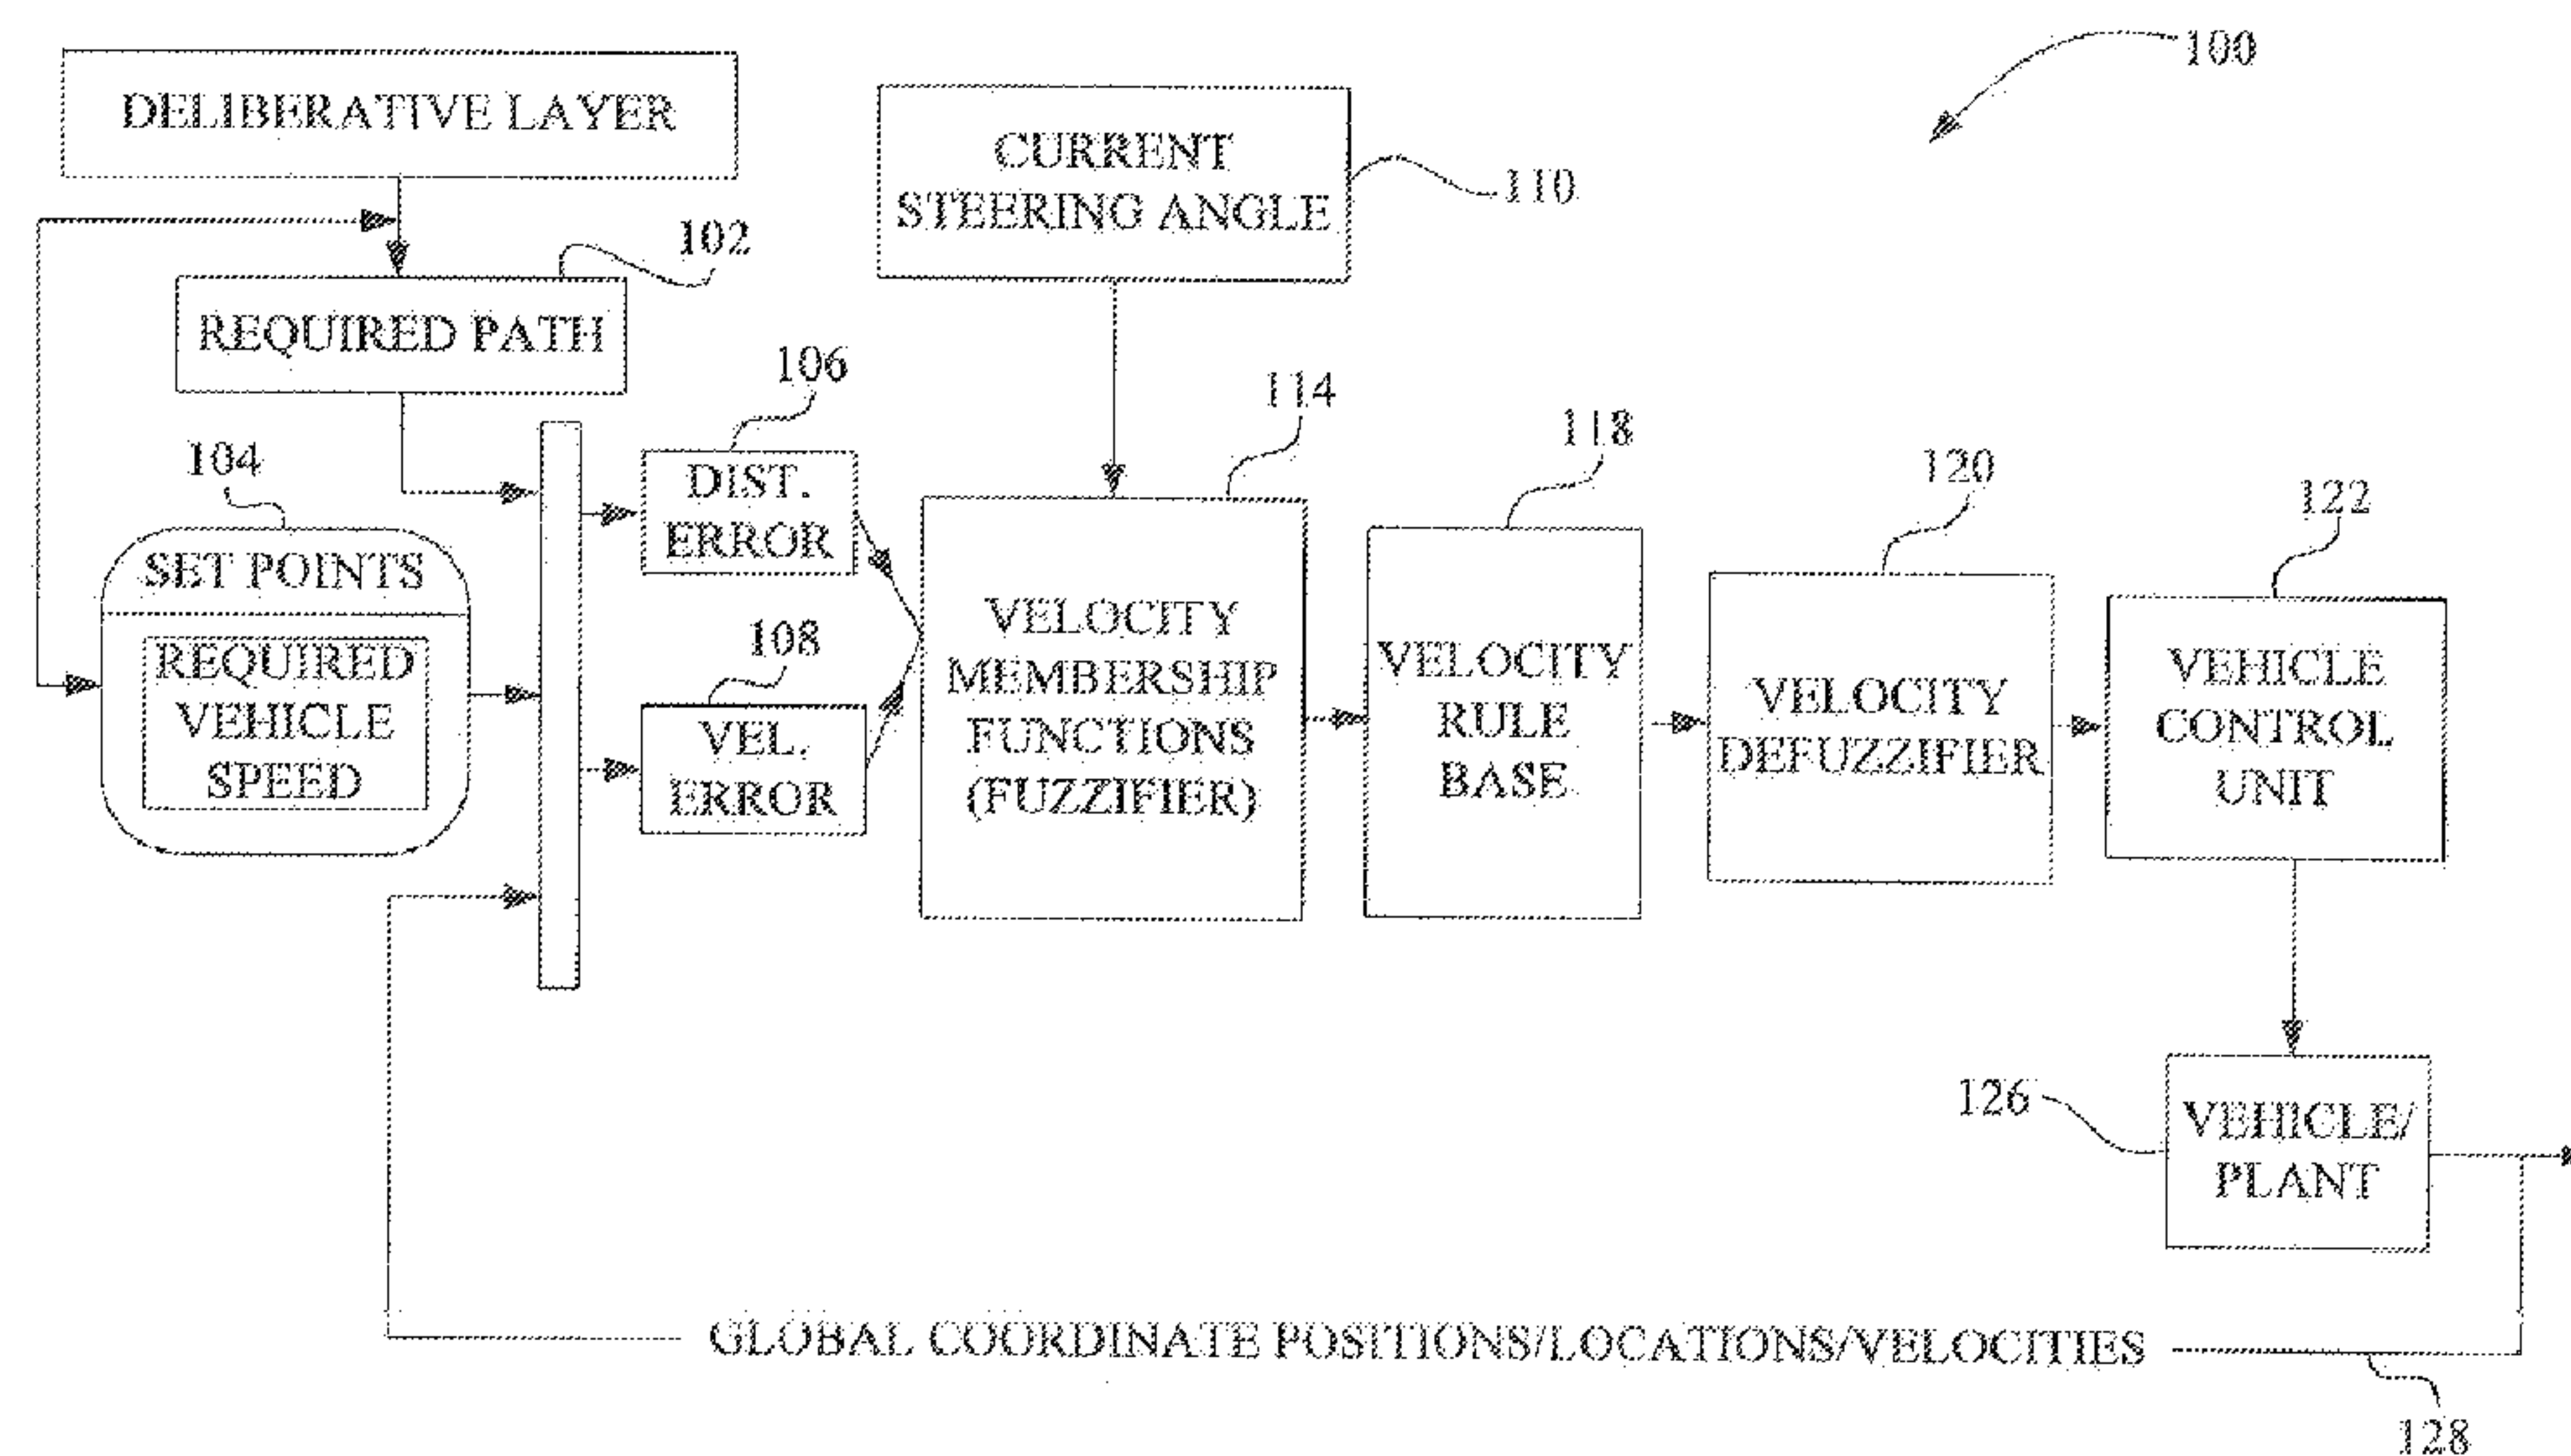 100
DELIBERATIVE LAYER
CURRENT
STEERING ANGLE
110
102
REQUIRED PATH
106
114
118
104
DIST.
ERROR
120
122
SET POINTS
REQUIRED
VEHICLE
SPEED
108
VEL.
ERROR
VELOCITY
MEMBERSHIP
FUNCTIONS
(FUZZIFIER)
VELOCITY
RULE
BASE
VELOCITY
DEFUZZIFIER
VEHICLE
CONTROL
UNIT
126
VEHICLE/
PLANT
GLOBAL COORDINATE POSITIONS/LOCATIONS/VELOCITIES
128